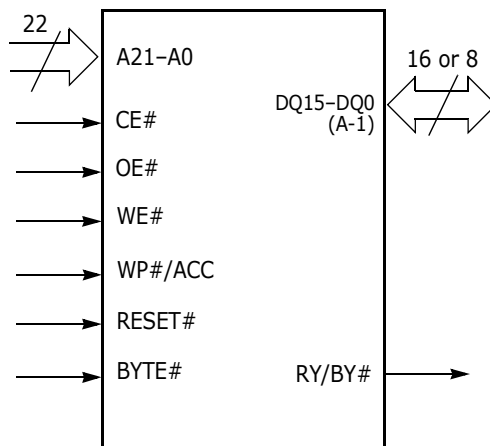 22
A21–A0
16 or 8
DQ15–DQ0
(A-1)
CE#
OE#
WE#
WP#/ACC
RESET#
BYTE#
RY/BY#